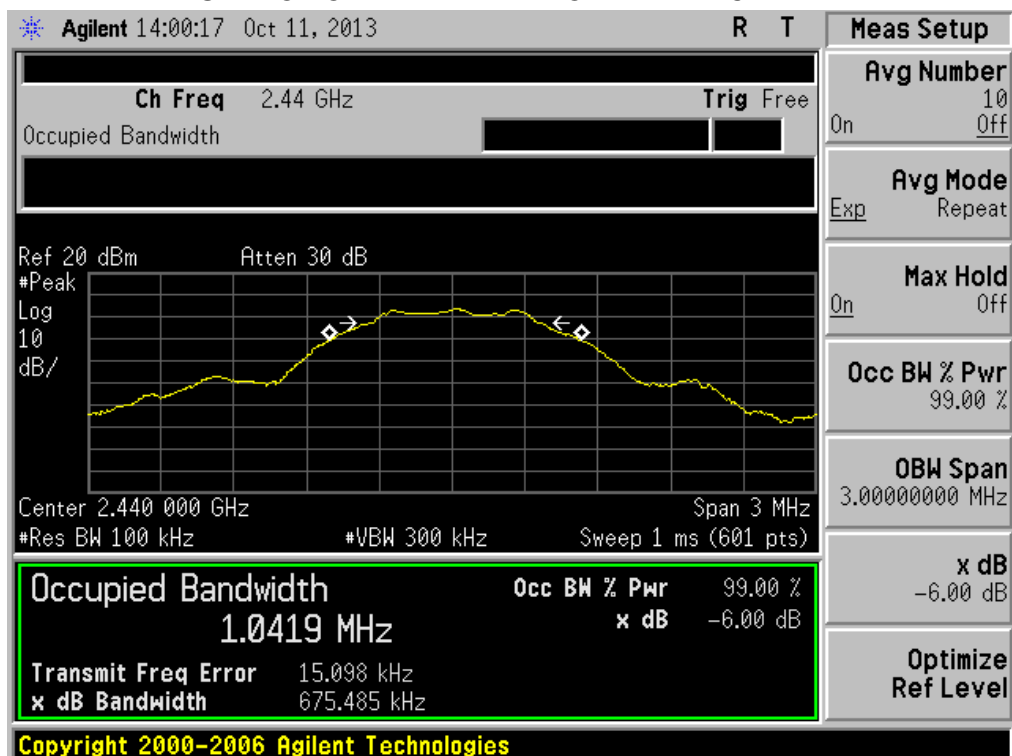 Agilent 14:00:17 Oct 11, 2013 R T
Ch Freq 2.44 GHz Trig Free
Occupied Bandwidth
Ref 20 dBm Atten 30 dB
#Peak
Log
10
dB/
Center 2.440 000 GHz Span 3 MHz
#Res BW 100 kHz #VBW 300 kHz Sweep 1 ms (601 pts)
Occupied Bandwidth
1.0419 MHz
Occ BW % Pwr 99.00 %
x dB -6.00 dB
Transmit Freq Error 15.098 kHz
x dB Bandwidth 675.485 kHz
Copyright 2000-2006 Agilent Technologies
Meas Setup
Avg Number
10
On Off
Avg Mode
Exp Repeat
Max Hold
On Off
Occ BW % Pwr
99.00 %
OBW Span
3.00000000 MHz
x dB
-6.00 dB
Optimize
Ref Level